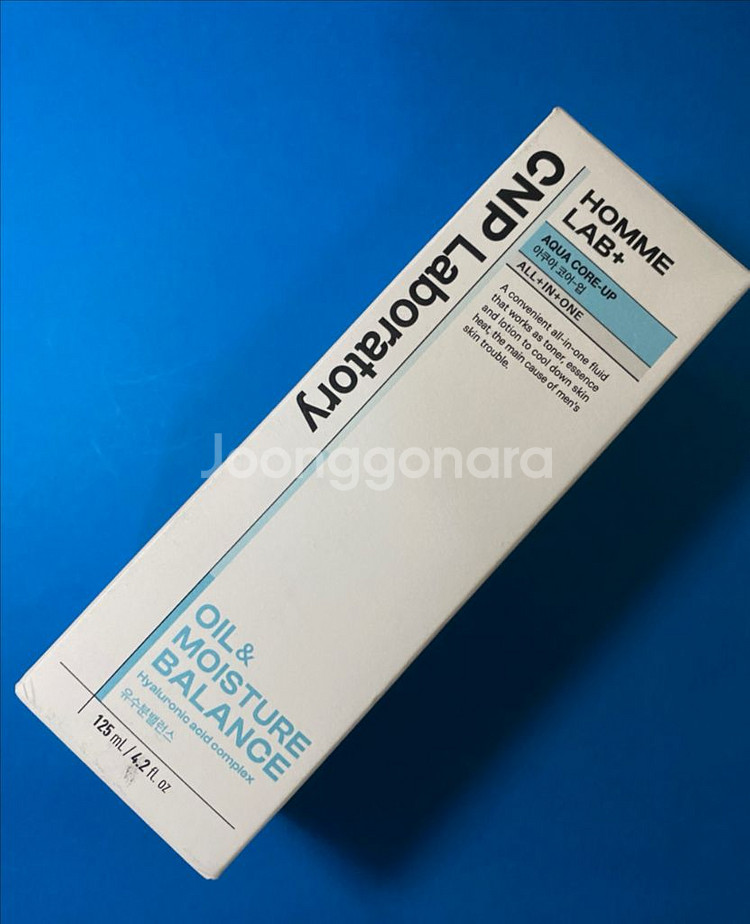 CNP Laboratory
HOMME
LAB+
AQUA CORE-UP
아쿠아 코어-업
ALL+IN+ONE
A convenient all-in-one fluid
that works as toner, essence
and lotion to cool down skin
heat, the main cause of men's
skin trouble.
Joonggonara
OIL&
MOISTURE
BALANCE
Hyaluronic acid complex
유수분밸런스
125 mL / 4.2 fl. oz